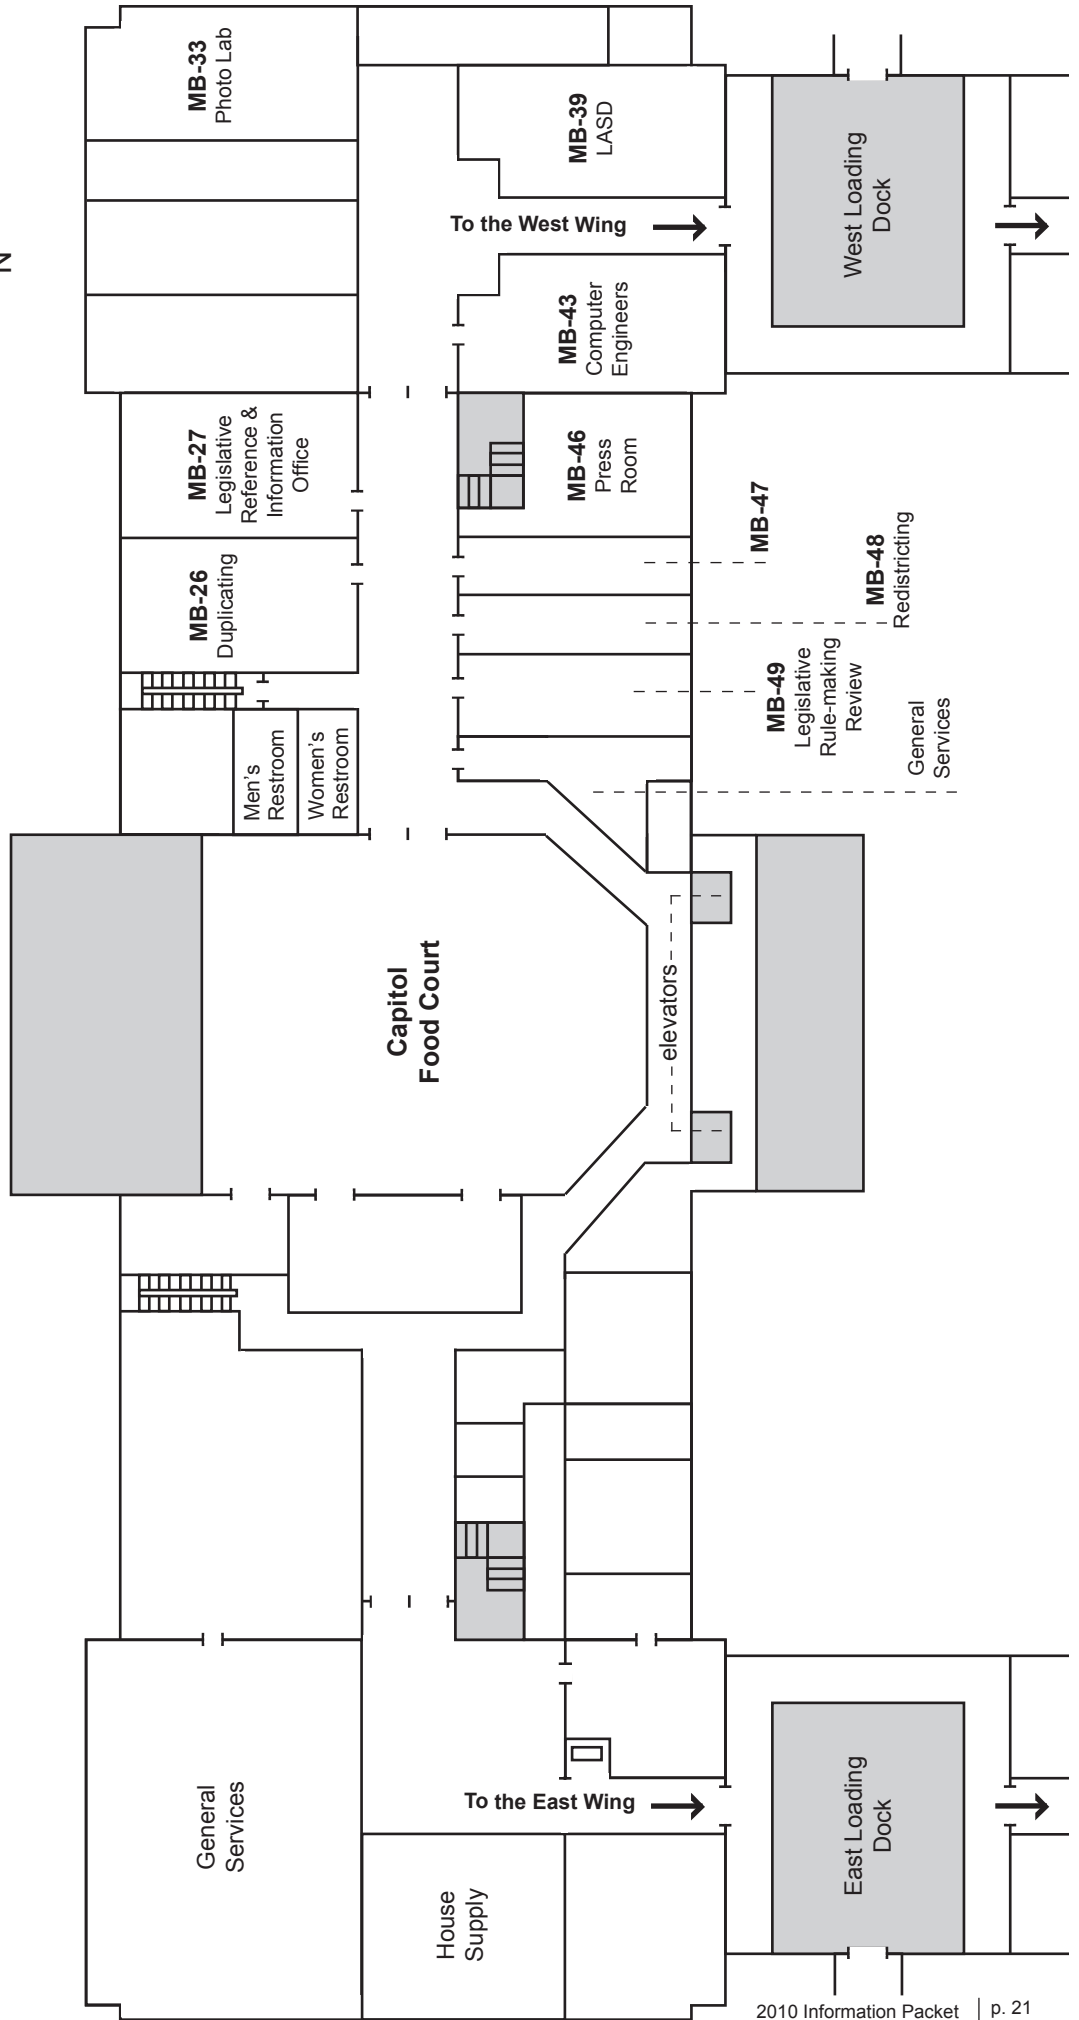 N
MB-33
Photo Lab
MB-39
LASD
West Loading
Dock
To the West Wing
MB-43
Computer
Engineers
MB-27
Legislative
Reference &
Information
Office
MB-46
Press
Room
MB-26
Duplicating
MB-47
MB-48
Redistricting
MB-49
Legislative
Rule-making
Review
General
Services
Men's
Restroom
Women's
Restroom
Capitol
Food Court
elevators
General
Services
To the East Wing
East Loading
Dock
House
Supply
2010 Information Packet | p. 21